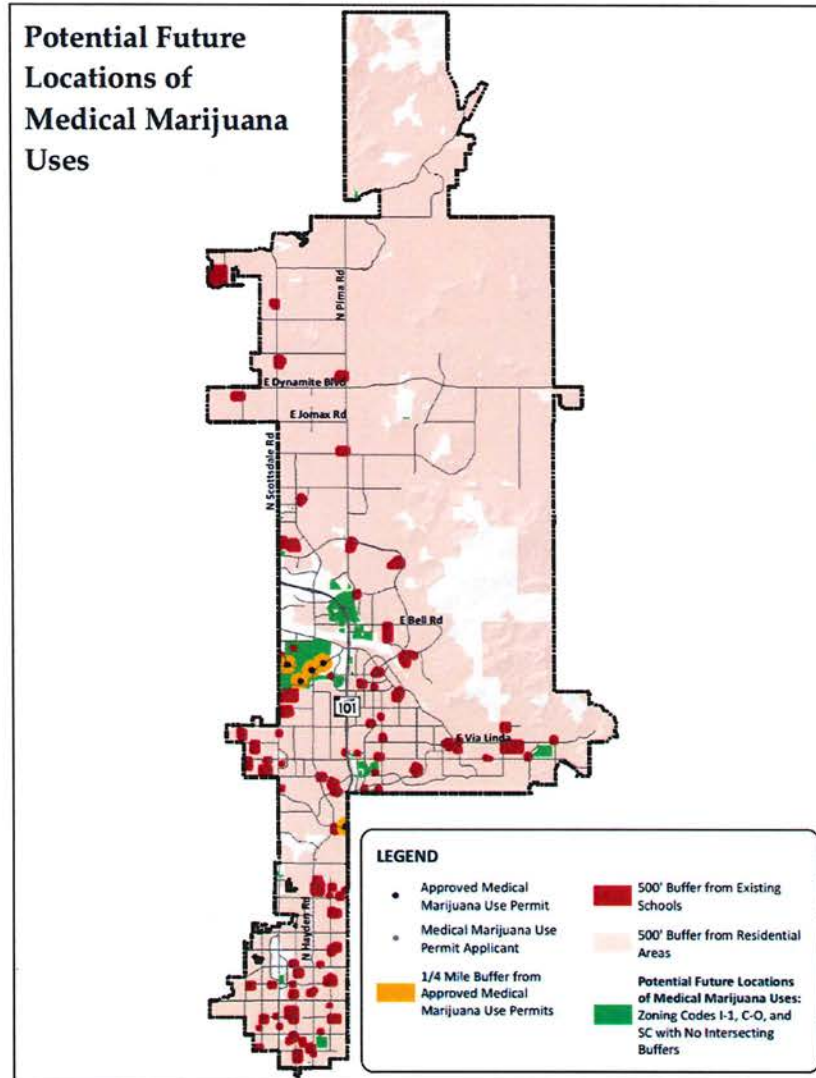 Potential Future
Locations of
Medical Marijuana
Uses
N Pima Rd
E Dynamite Blvd
E Jomax Rd
N Scottsdale Rd
E Bell Rd
101
E Via Linda
N Hayden Rd
LEGEND
Approved Medical
Marijuana Use Permit
Medical Marijuana Use
Permit Applicant
1/4 Mile Buffer from
Approved Medical
Marijuana Use Permits
500' Buffer from Existing
Schools
500' Buffer from Residential
Areas
Potential Future Locations
of Medical Marijuana Uses:
Zoning Codes I-1, C-O, and
SC with No Intersecting
Buffers